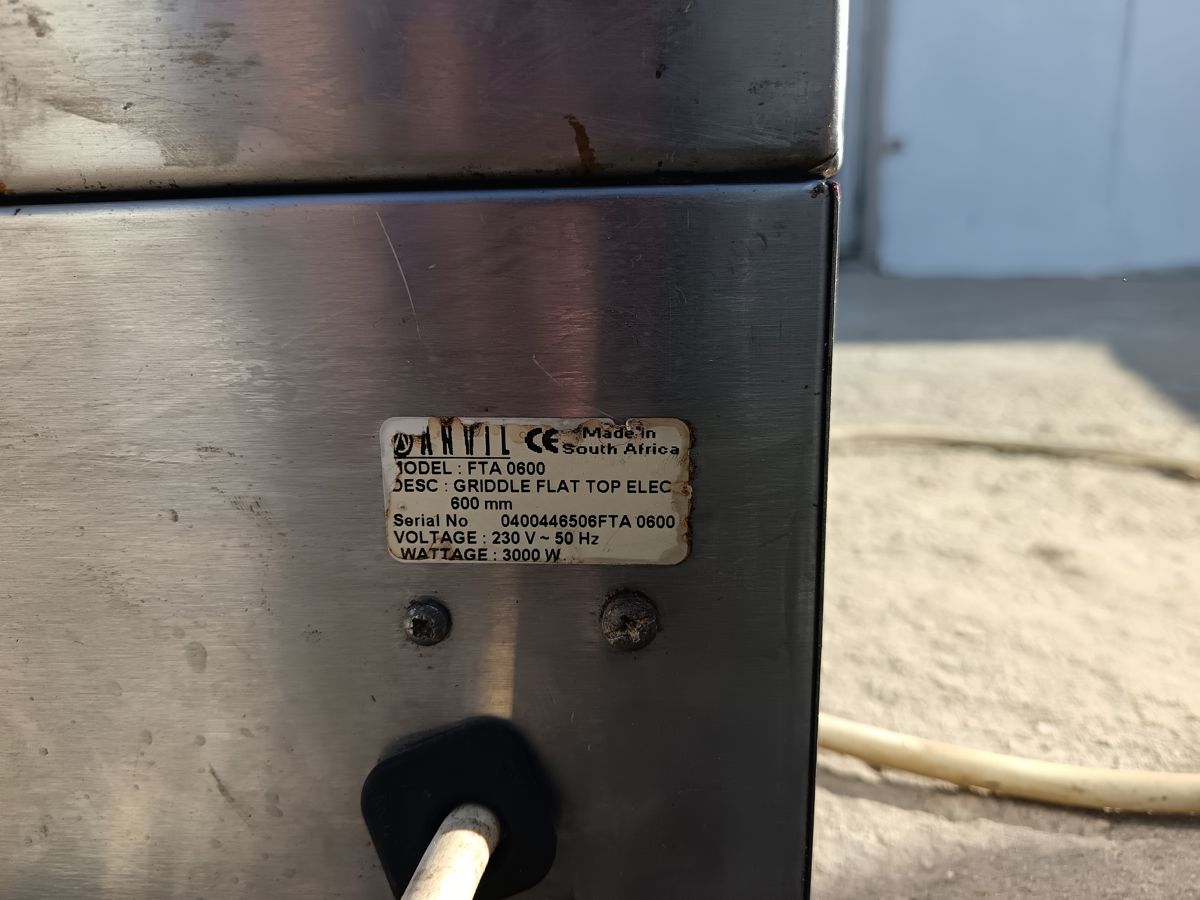 ANVIL CE Made in
South Africa
MODEL : FTA 0600
DESC : GRIDDLE FLAT TOP ELEC
600 mm
Serial No 0400446506FTA 0600
VOLTAGE : 230 V ~ 50 Hz
WATTAGE : 3000 W